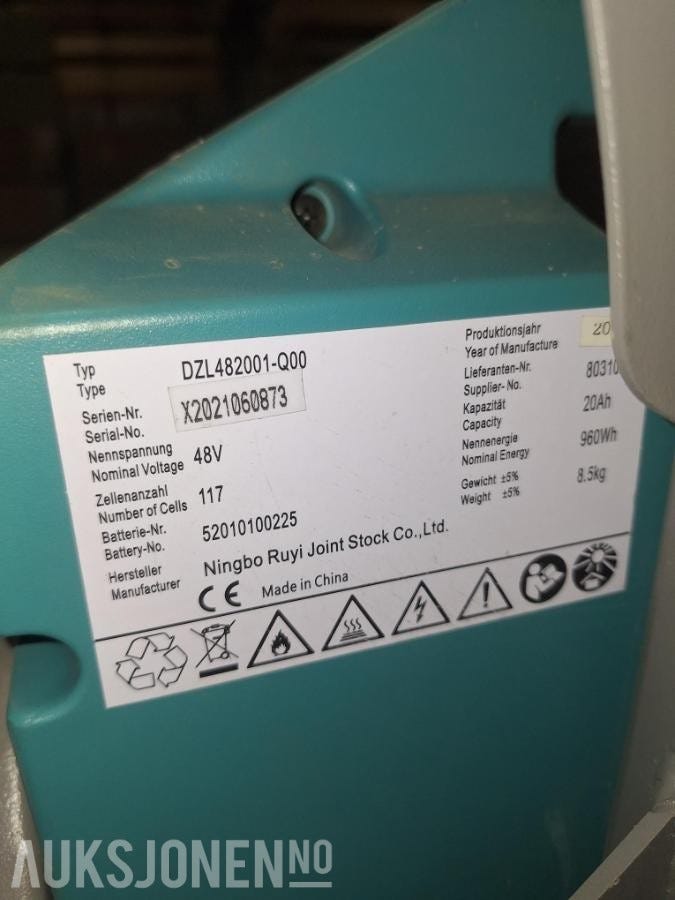 Typ
Type DZL482001-Q00
Serien-Nr.
Serial-No. X2021060873
Nennspannung
Nominal Voltage 48V
Zellenanzahl
Number of Cells 117
Batterie-Nr.
Battery-No. 52010100225
Hersteller
Manufacturer Ningbo Ruyi Joint Stock Co.,Ltd.
CE Made in China
Produktionsjahr
Year of Manufacture
Lieferanten-Nr.
Supplier-No.
Kapazität 20Ah
Capacity
Nennenergie 960Wh
Nominal Energy
Gewicht ±5% 8.5kg
Weight ±5%
AUKSJONEN NO